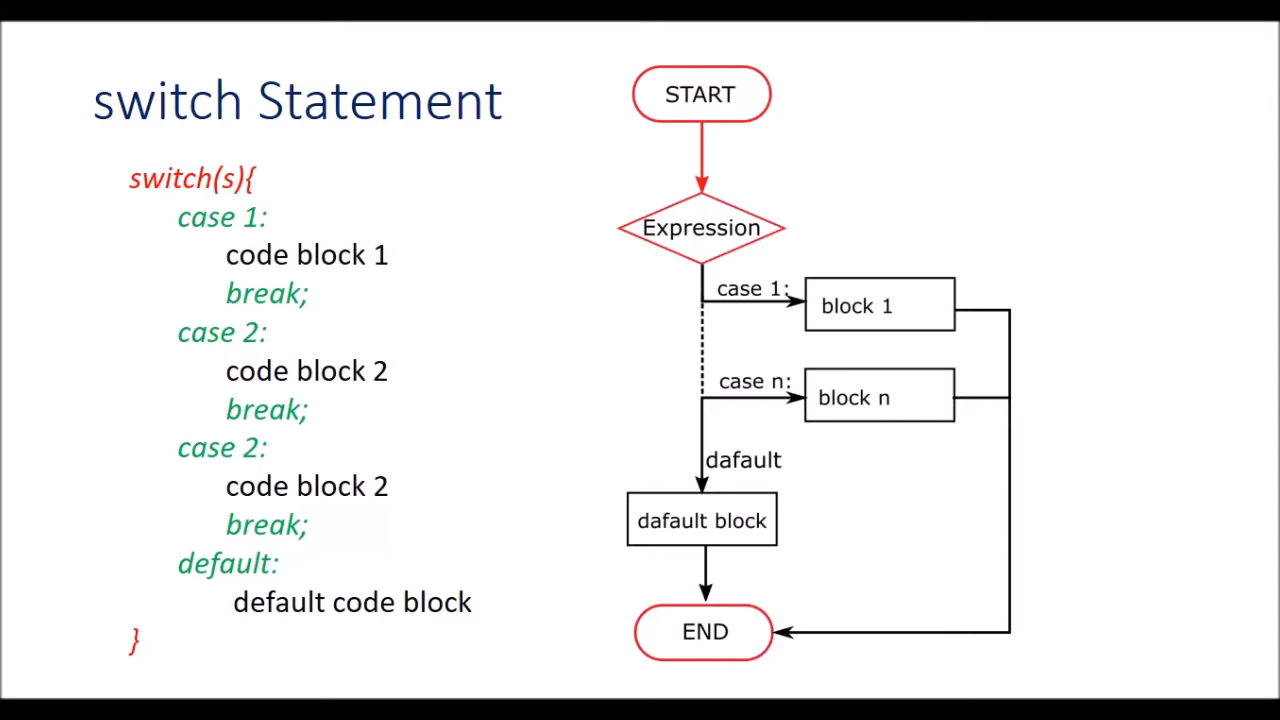 switch Statement
switch(s){
case 1:
code block 1
break;
case 2:
code block 2
break;
case 2:
code block 2
break;
default:
default code block
}
START
Expression
case 1:
block 1
case n:
block n
dafault
dafault block
END